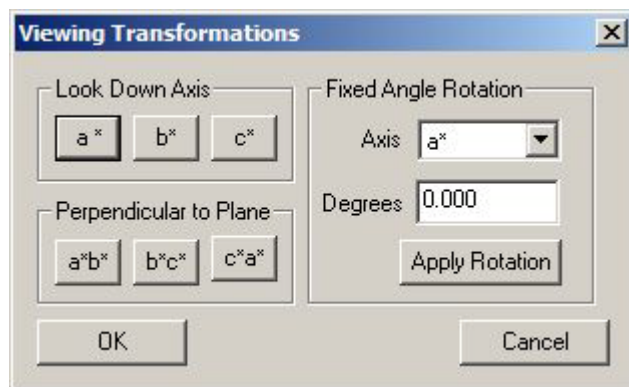 Viewing Transformations
Look Down Axis
a* b* c*
Perpendicular to Plane
a*b* b*c* c*a*
Fixed Angle Rotation
Axis a*
Degrees 0.000
Apply Rotation
OK Cancel